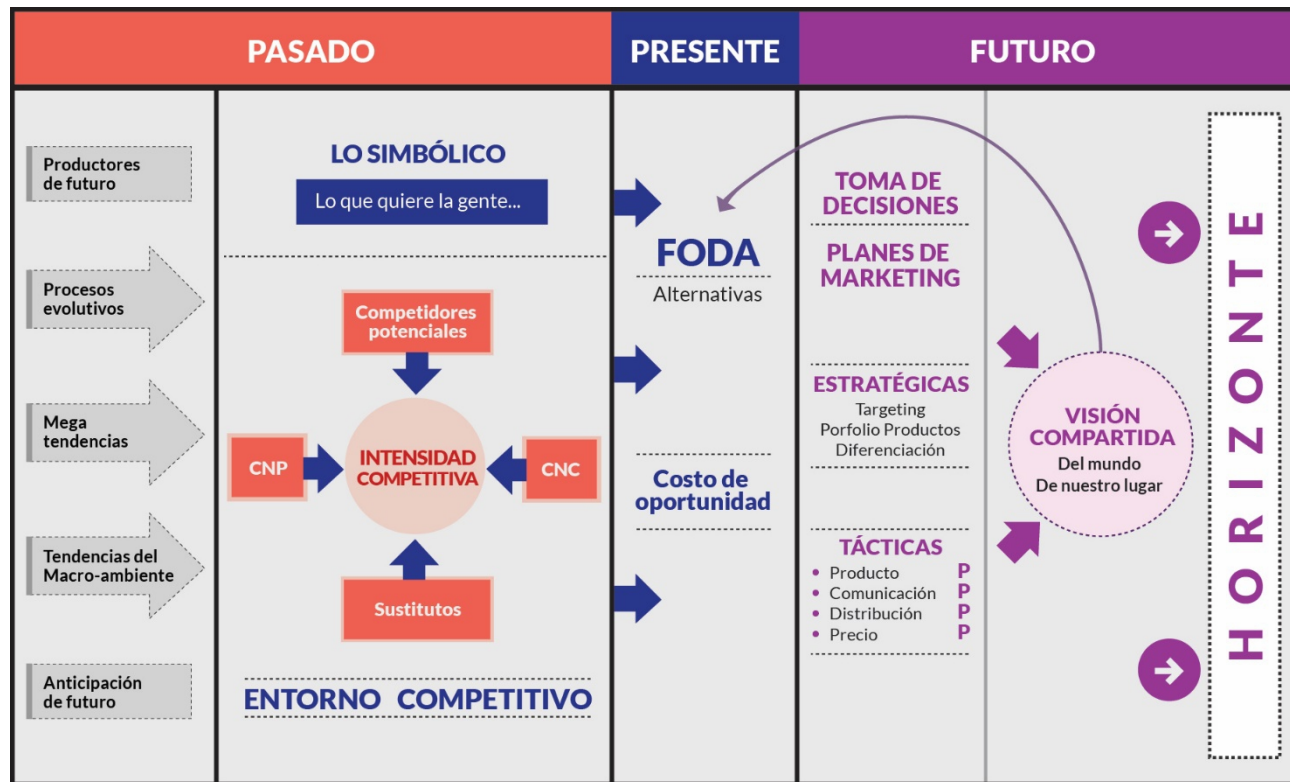 PASADO
PRESENTE
FUTURO
Productores
de futuro
Procesos
evolutivos
Mega
tendencias
Tendencias del
Macro-ambiente
Anticipación
de futuro
LO SIMBÓLICO
Lo que quiere la gente...
Competidores
potenciales
CNP
INTENSIDAD
COMPETITIVA
CNC
Sustitutos
ENTORNO COMPETITIVO
FODA
Alternativas
Costo de
oportunidad
TOMA DE
DECISIONES
PLANES DE
MARKETING
ESTRATÉGICAS
Targeting
Porfolio Productos
Diferenciación
TÁCTICAS
• Producto P
• Comunicación P
• Distribución P
• Precio P
VISIÓN
COMPARTIDA
Del mundo
De nuestro lugar
HORIZONTE